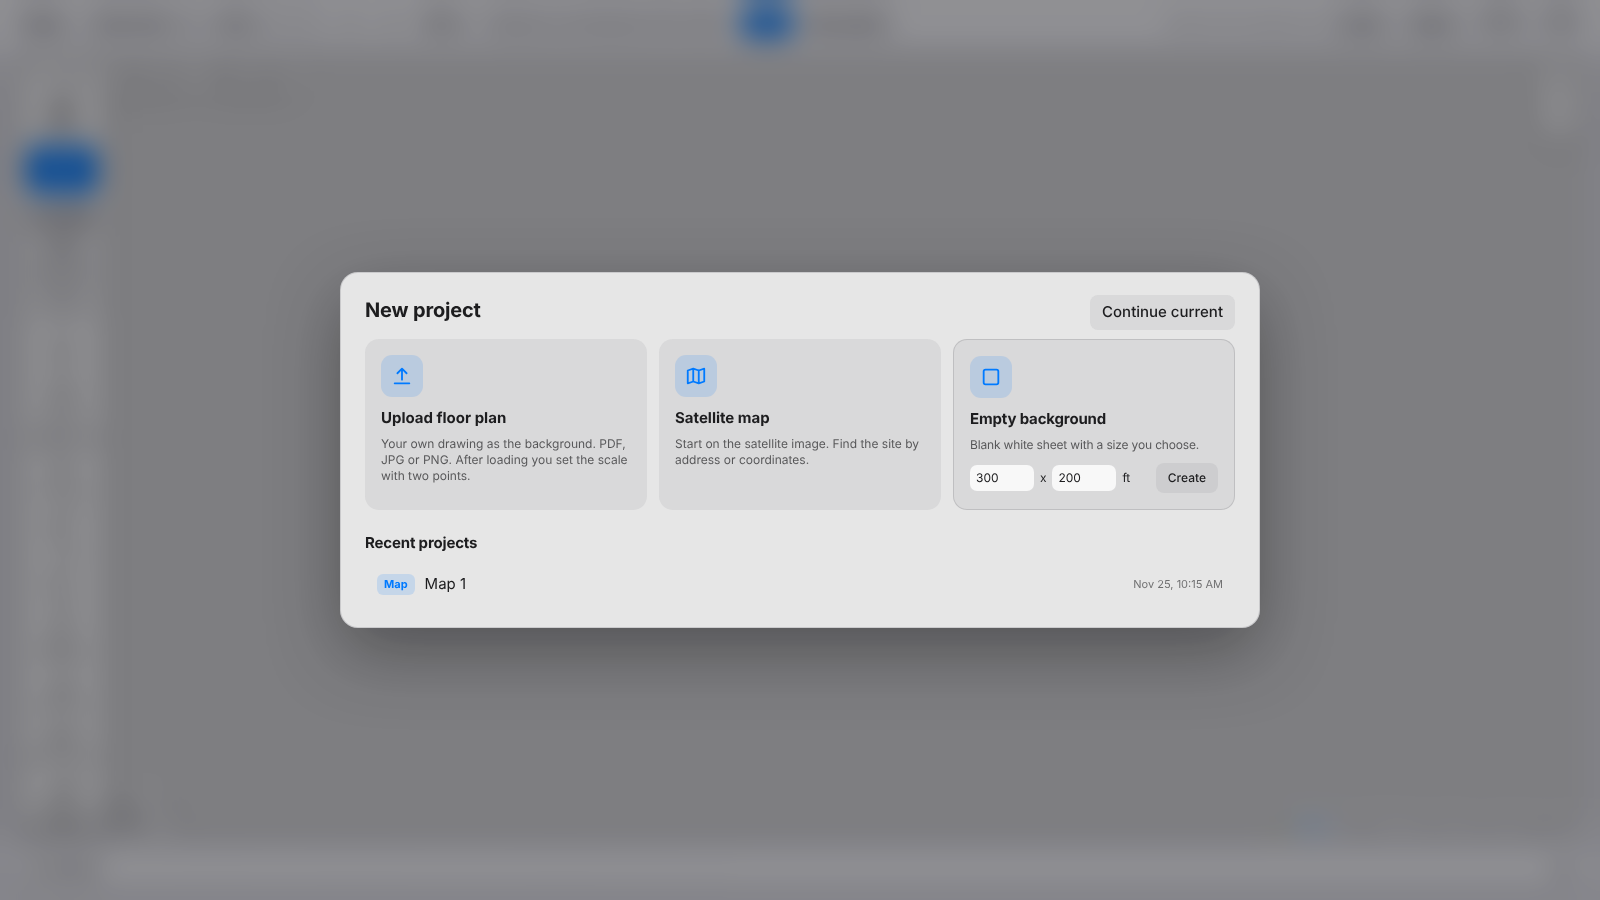 New project
Continue current
Upload floor plan
Your own drawing as the background. PDF,
JPG or PNG. After loading you set the scale
with two points.
Satellite map
Start on the satellite image. Find the site by
address or coordinates.
Empty background
Blank white sheet with a size you choose.
300 x 200 ft Create
Recent projects
Map Map 1 Nov 25, 10:15 AM